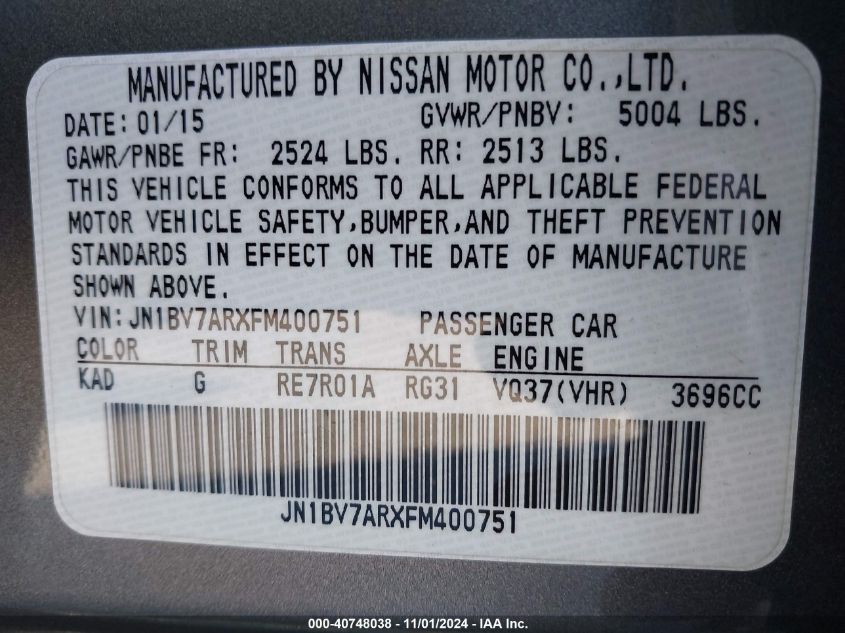 MANUFACTURED BY NISSAN MOTOR CO.,LTD.
DATE: 01/15 GVWR/PNBV: 5004 LBS.
GAWR/PNBE FR: 2524 LBS. RR: 2513 LBS.
THIS VEHICLE CONFORMS TO ALL APPLICABLE FEDERAL
MOTOR VEHICLE SAFETY,BUMPER,AND THEFT PREVENTION
STANDARDS IN EFFECT ON THE DATE OF MANUFACTURE
SHOWN ABOVE.
VIN: JN1BV7ARXFM400751 PASSENGER CAR
COLOR TRIM TRANS AXLE ENGINE
KAD G RE7R01A RG31 VQ37(VHR) 3696CC
JN1BV7ARXFM400751
000-40748038 - 11/01/2024 - IAA Inc.